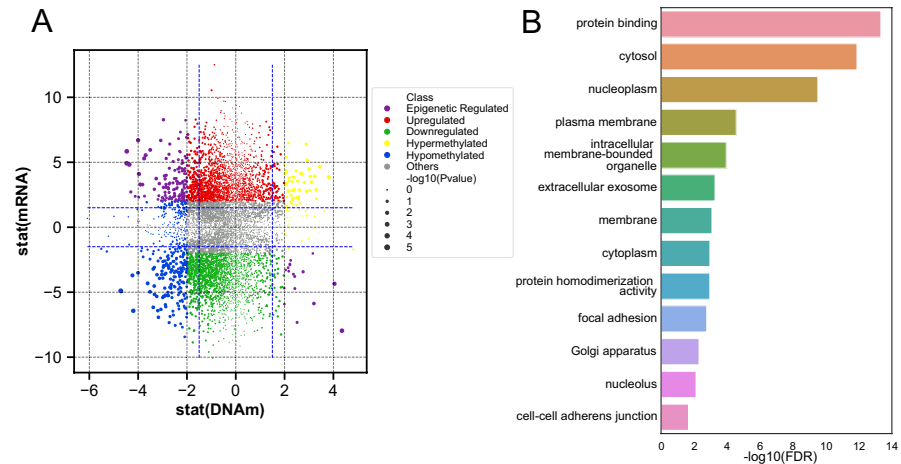 A
stat(mRNA)
10
5
0
−5
−10
−6
−4
−2
0
2
4
stat(DNAm)
Class
Epigenetic Regulated
Upregulated
Downregulated
Hypermethylated
Hypomethylated
Others
-log10(Pvalue)
0
1
2
3
4
5
B
protein binding
cytosol
nucleoplasm
plasma membrane
intracellular
membrane-bounded
organelle
extracellular exosome
membrane
cytoplasm
protein homodimerization
activity
focal adhesion
Golgi apparatus
nucleolus
cell-cell adherens junction
0
2
4
6
8
10
12
14
-log10(FDR)